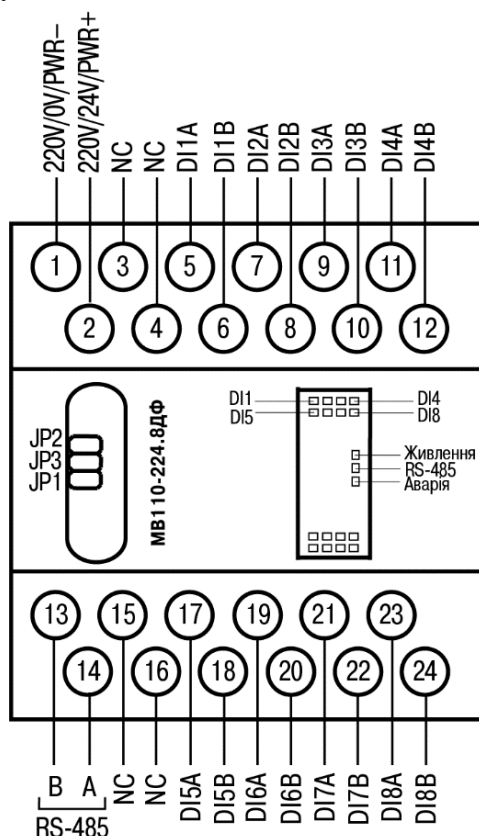 220V/0V/PWR−
220V/24V/PWR+
NC
NC
DI1A
DI1B
DI2A
DI2B
DI3A
DI3B
DI4A
DI4B
1
3
5
7
9
11
2
4
6
8
10
12
JP2
JP3
JP1
МВ110-224.8ДФ
DI1
DI4
DI5
DI8
Живлення
RS-485
Аварія
13
15
17
19
21
23
14
16
18
20
22
24
B
A
NC
NC
DI5A
DI5B
DI6A
DI6B
DI7A
DI7B
DI8A
DI8B
RS-485